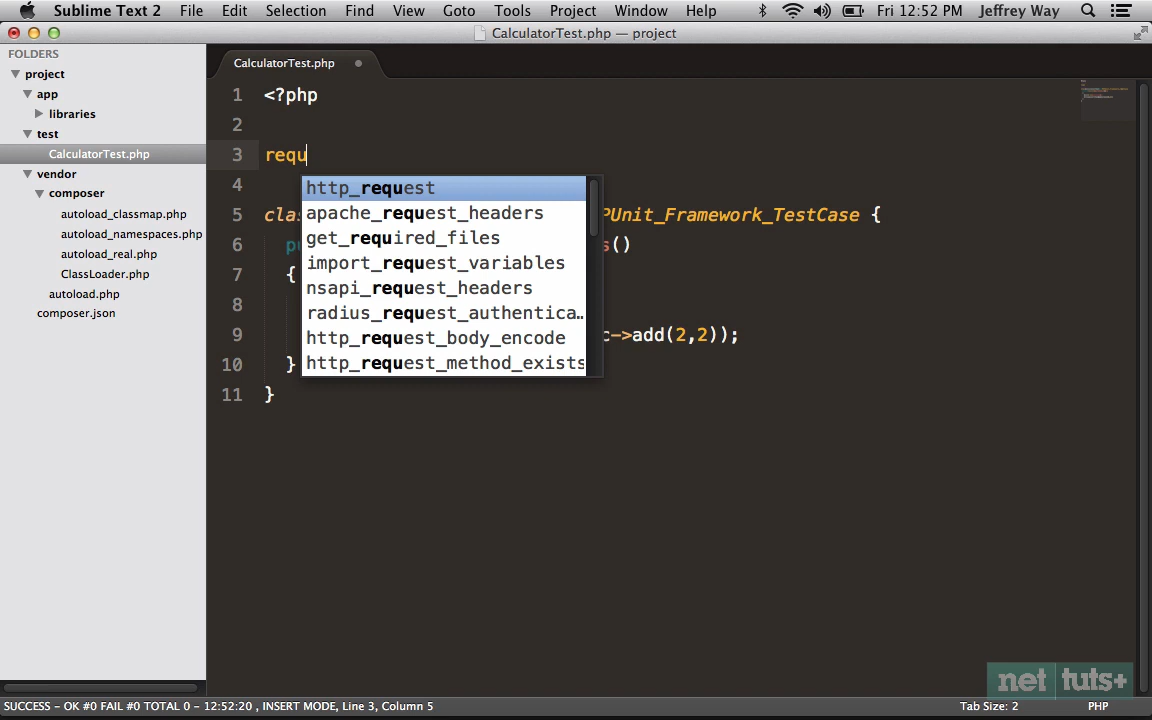 Sublime Text 2 File Edit Selection Find View Goto Tools Project Window Help Fri 12:52 PM Jeffrey Way
CalculatorTest.php — project
FOLDERS
project
app
libraries
test
CalculatorTest.php
vendor
composer
autoload_classmap.php
autoload_namespaces.php
autoload_real.php
ClassLoader.php
autoload.php
composer.json
CalculatorTest.php
1 <?php
2
3 requ
4
5 clas PUnit_Framework_TestCase {
6 pu s()
7 {
8
9 c->add(2,2));
10 }
11 }
http_request
apache_request_headers
get_required_files
import_request_variables
nsapi_request_headers
radius_request_authentica…
http_request_body_encode
http_request_method_exists
net tuts+
SUCCESS – OK #0 FAIL #0 TOTAL 0 – 12:52:20 , INSERT MODE, Line 3, Column 5 Tab Size: 2 PHP